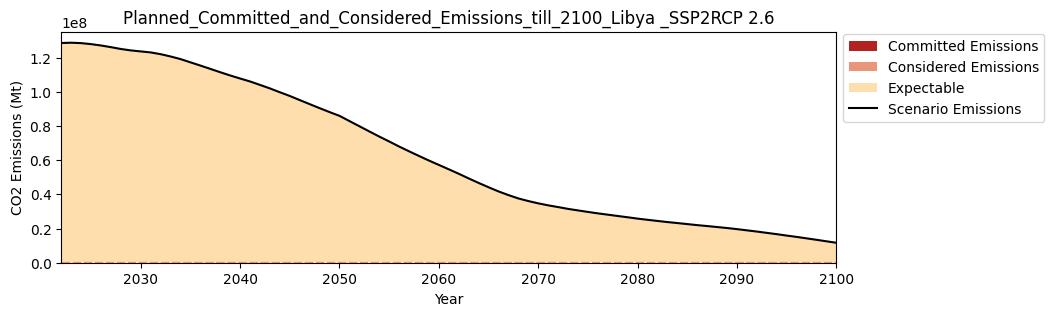 Planned_Committed_and_Considered_Emissions_till_2100_Libya _SSP2RCP 2.6
1e8
Committed Emissions
Considered Emissions
Expectable
Scenario Emissions
CO2 Emissions (Mt)
1.2
1.0
0.8
0.6
0.4
0.2
0.0
2030 2040 2050 2060 2070 2080 2090 2100
Year